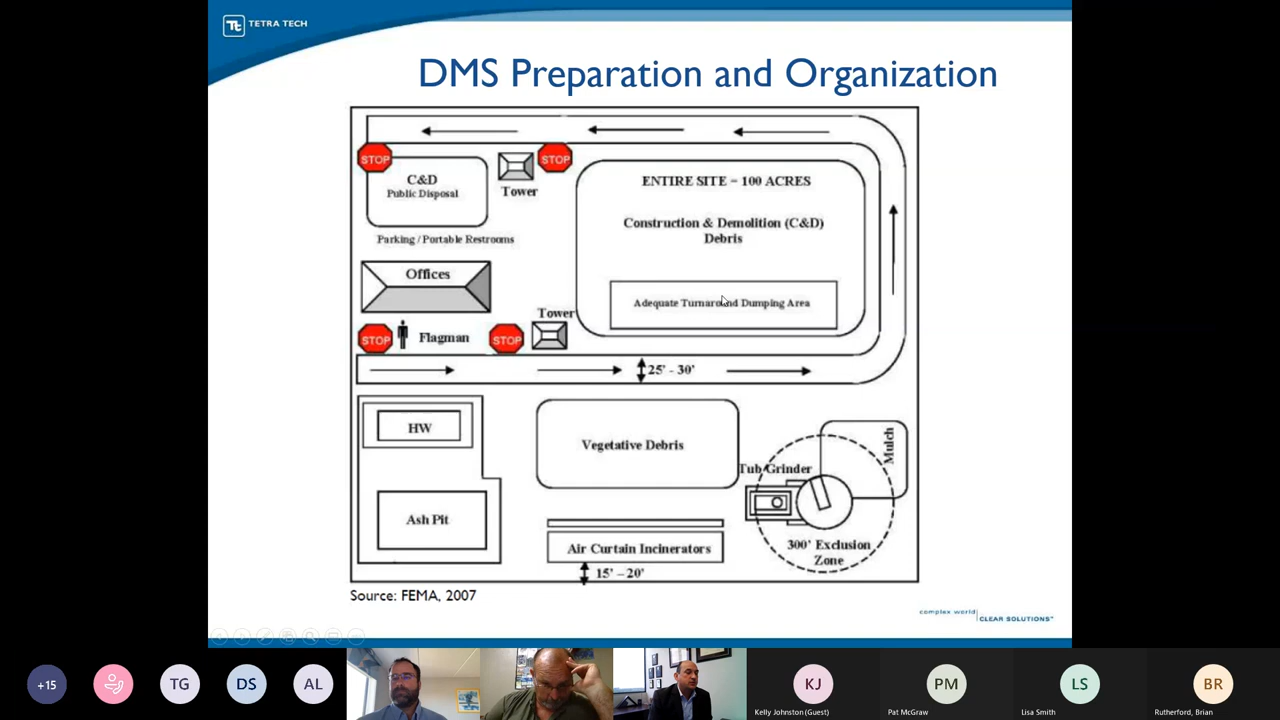 Tt TETRA TECH
DMS Preparation and Organization
STOP
C&D
Public Disposal
Tower
STOP
ENTIRE SITE = 100 ACRES
Construction & Demolition (C&D)
Debris
Parking / Portable Restrooms
Offices
Adequate Turnaround Dumping Area
Tower
STOP
Flagman
STOP
25' - 30'
HW
Vegetative Debris
Mulch
Tub Grinder
Ash Pit
Air Curtain Incinerators
300' Exclusion
Zone
15' – 20'
Source: FEMA, 2007
complex world
CLEAR SOLUTIONS™
+15
TG
DS
AL
KJ
Kelly Johnston (Guest)
PM
Pat McGraw
LS
Lisa Smith
BR
Rutherford, Brian